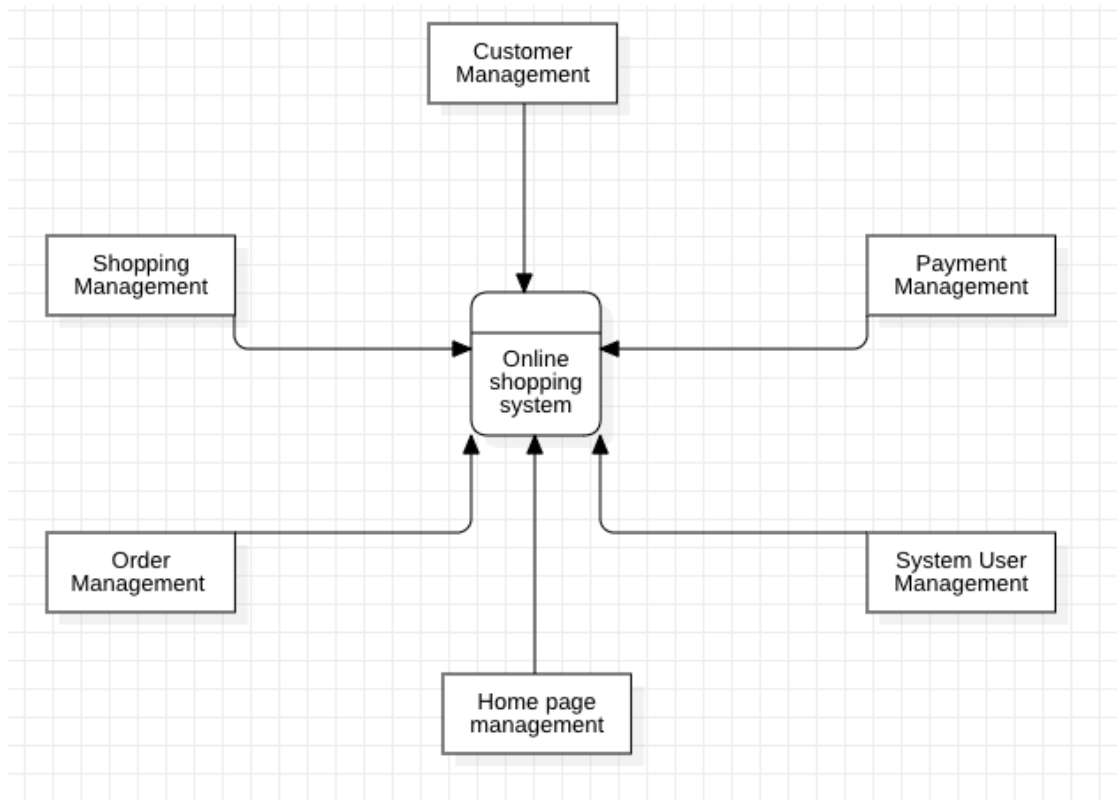 Customer
Management
Shopping
Management
Payment
Management
Online
shopping
system
Order
Management
System User
Management
Home page
management